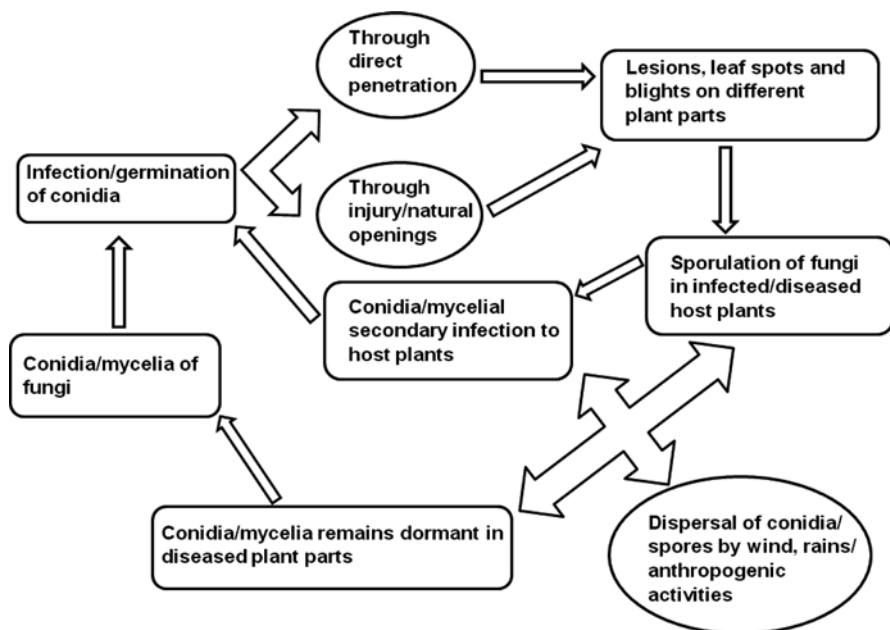 Through
direct
penetration
Lesions, leaf spots and
blights on different
plant parts
Infection/germination
of conidia
Through
injury/natural
openings
Sporulation of fungi
in infected/diseased
host plants
Conidia/mycelial
secondary infection to
host plants
Conidia/mycelia of
fungi
Conidia/mycelia remains dormant in
diseased plant parts
Dispersal of conidia/
spores by wind, rains/
anthropogenic
activities